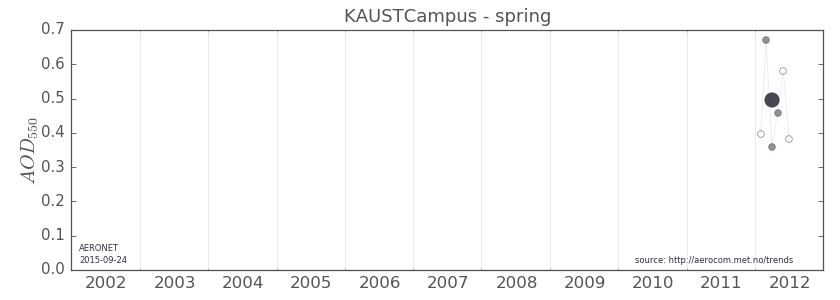 KAUSTCampus - spring
0.7
0.6
0.5
0.4
0.3
0.2
0.1
0.0
AOD550
AERONET
2015-09-24
source: http://aerocom.met.no/trends
2002 2003 2004 2005 2006 2007 2008 2009 2010 2011 2012